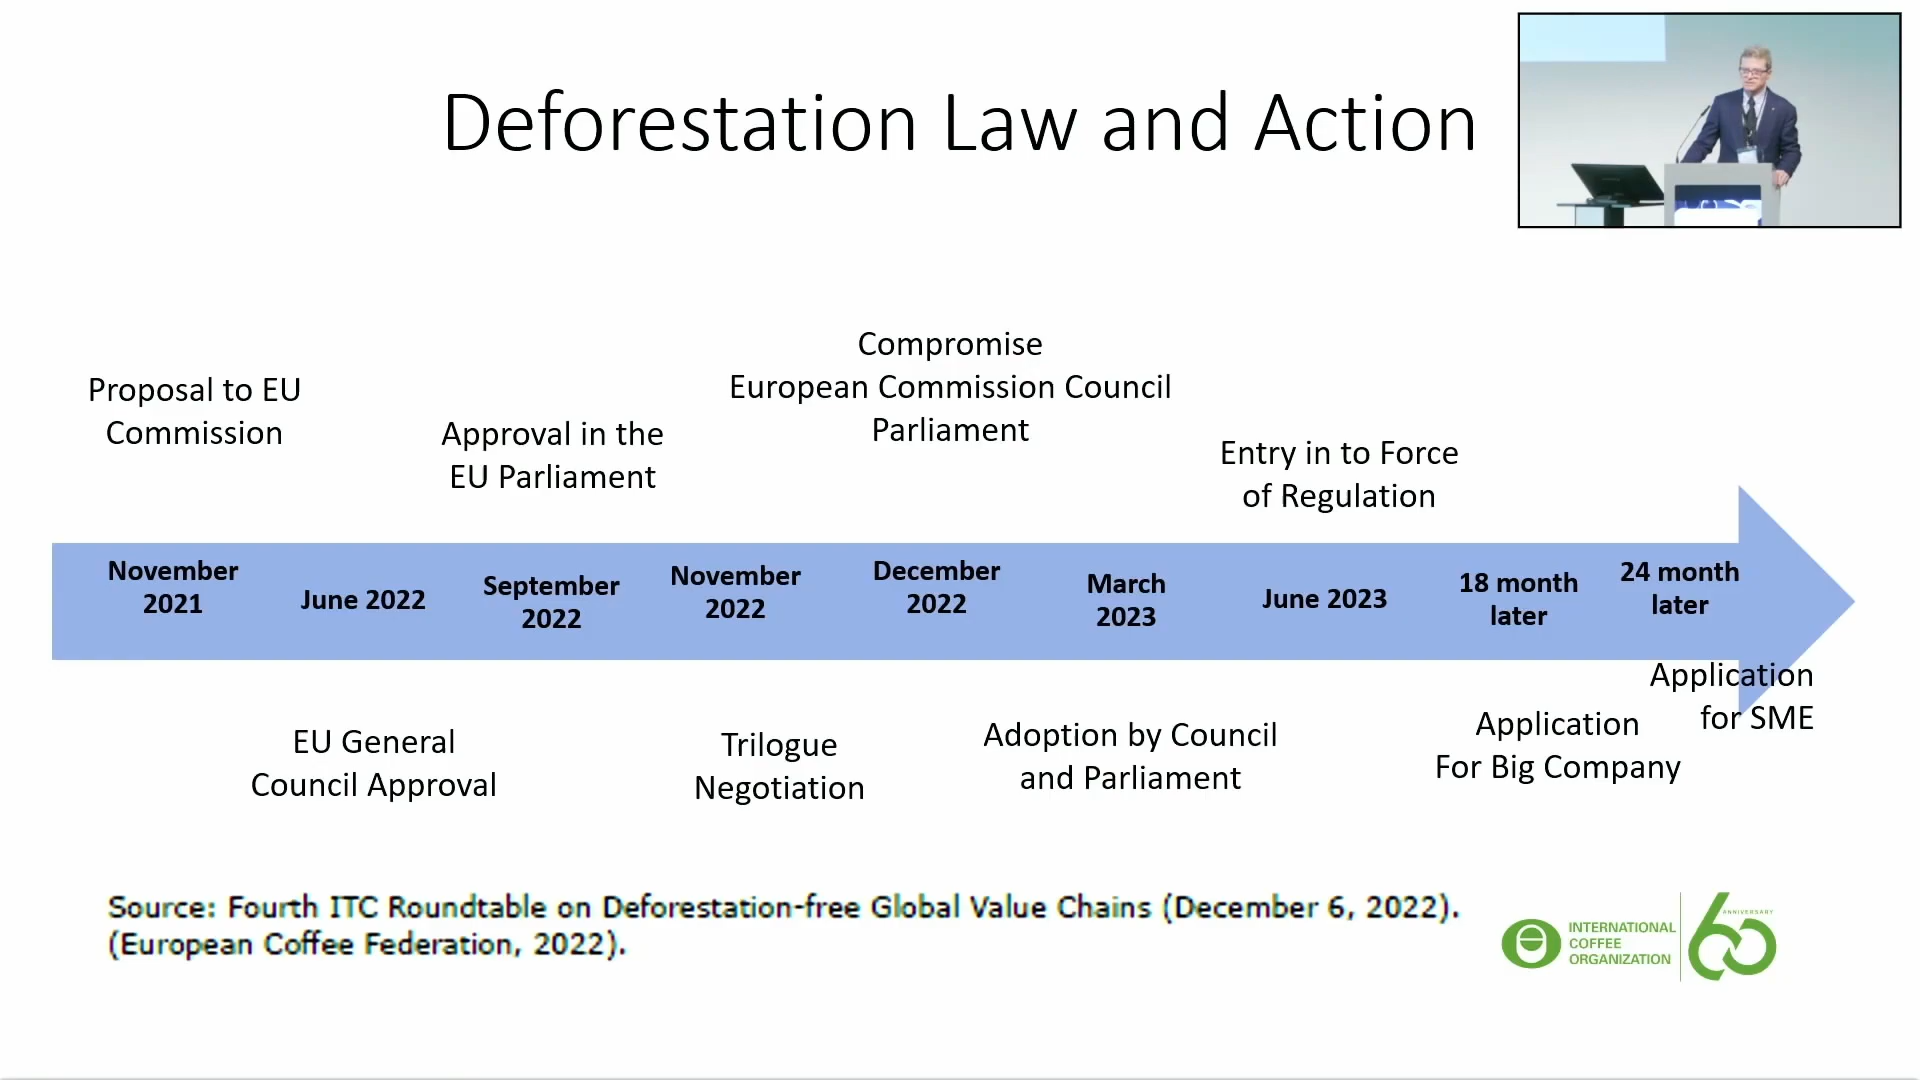 Deforestation Law and Action
Proposal to EU
Commission
Approval in the
EU Parliament
Compromise
European Commission Council
Parliament
Entry in to Force
of Regulation
November
2021
June 2022
September
2022
November
2022
December
2022
March
2023
June 2023
18 month
later
24 month
later
EU General
Council Approval
Trilogue
Negotiation
Adoption by Council
and Parliament
Application
For Big Company
Application
for SME
Source: Fourth ITC Roundtable on Deforestation-free Global Value Chains (December 6, 2022).
(European Coffee Federation, 2022).
INTERNATIONAL
COFFEE
ORGANIZATION
60
ANNIVERSARY